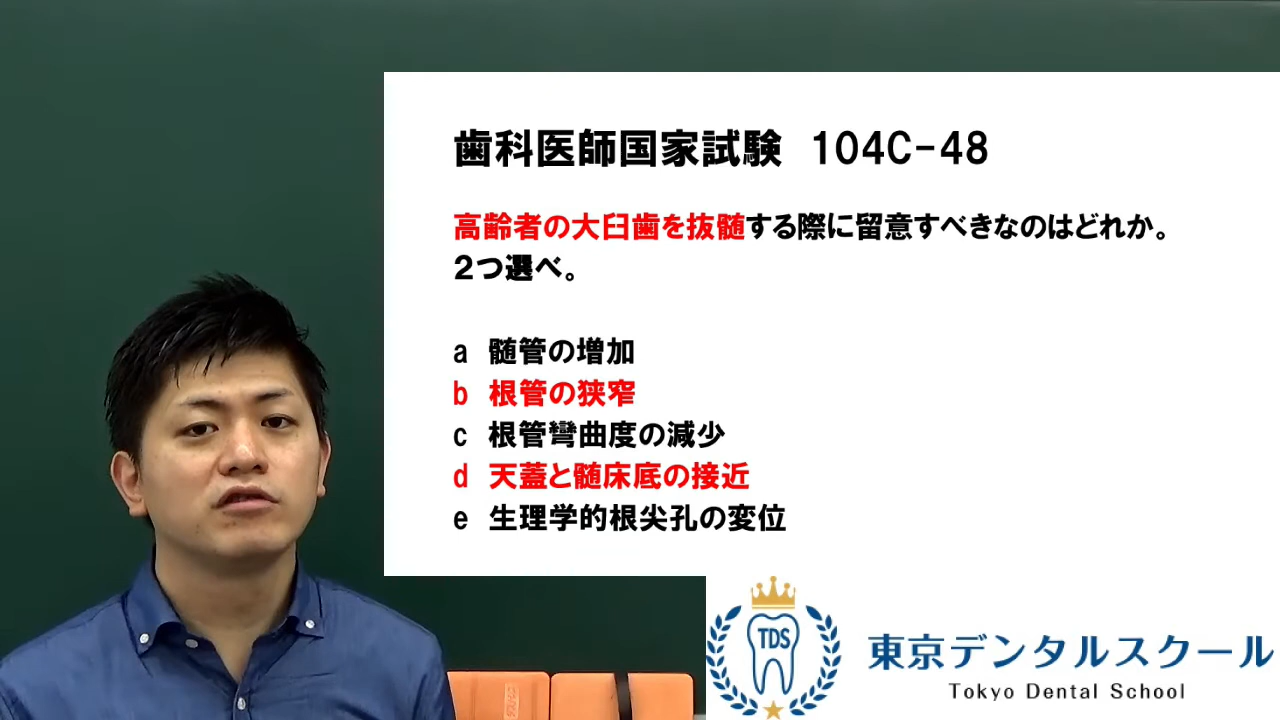 歯科医師国家試験 104C-48
高齢者の大臼歯を抜髄する際に留意すべきなのはどれか。
2つ選べ。
a 髄管の増加
b 根管の狭窄
c 根管彎曲度の減少
d 天蓋と髄床底の接近
e 生理学的根尖孔の変位
TDS
東京デンタルスクール
Tokyo Dental School